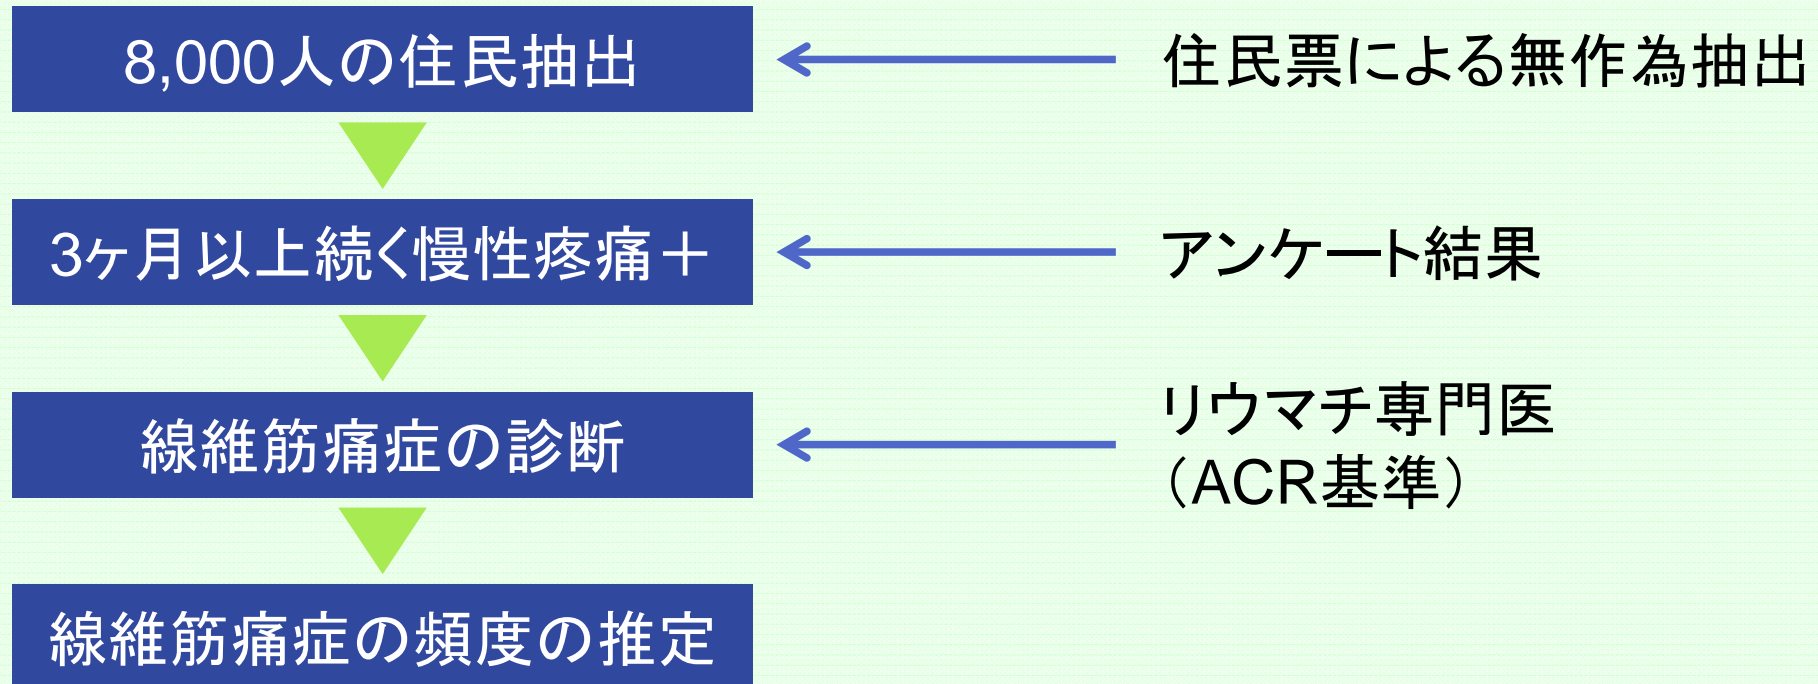 8,000人の住民抽出
住民票による無作為抽出
3ヶ月以上続く慢性疼痛＋
アンケート結果
線維筋痛症の診断
リウマチ専門医
（ACR基準）
線維筋痛症の頻度の推定